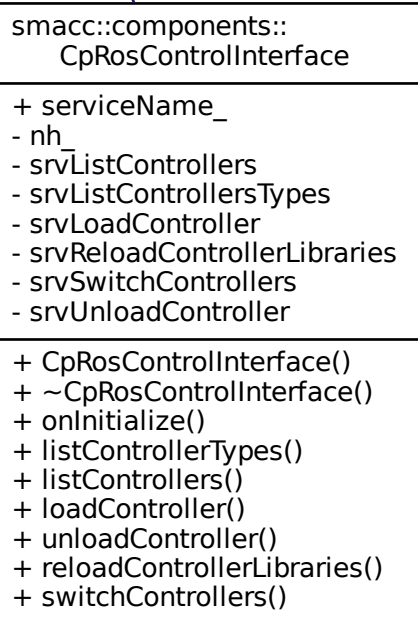 smacc::components::
CpRosControlInterface
+ serviceName_
- nh_
- srvListControllers
- srvListControllersTypes
- srvLoadController
- srvReloadControllerLibraries
- srvSwitchControllers
- srvUnloadController
+ CpRosControlInterface()
+ ~CpRosControlInterface()
+ onInitialize()
+ listControllerTypes()
+ listControllers()
+ loadController()
+ unloadController()
+ reloadControllerLibraries()
+ switchControllers()